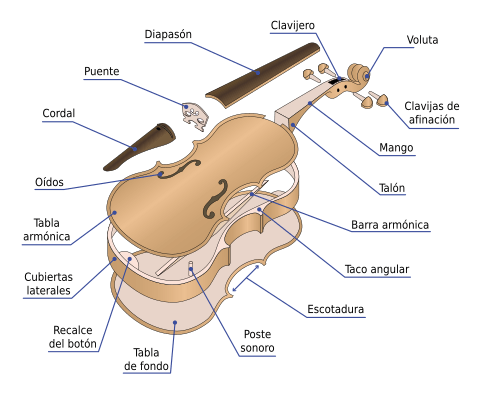 Clavijero
Diapasón
Voluta
Puente
Clavijas de
afinación
Cordal
Mango
Oídos
Talón
Tabla
armónica
Barra armónica
Taco angular
Cubiertas
laterales
Escotadura
Recalce
del botón
Poste
sonoro
Tabla
de fondo